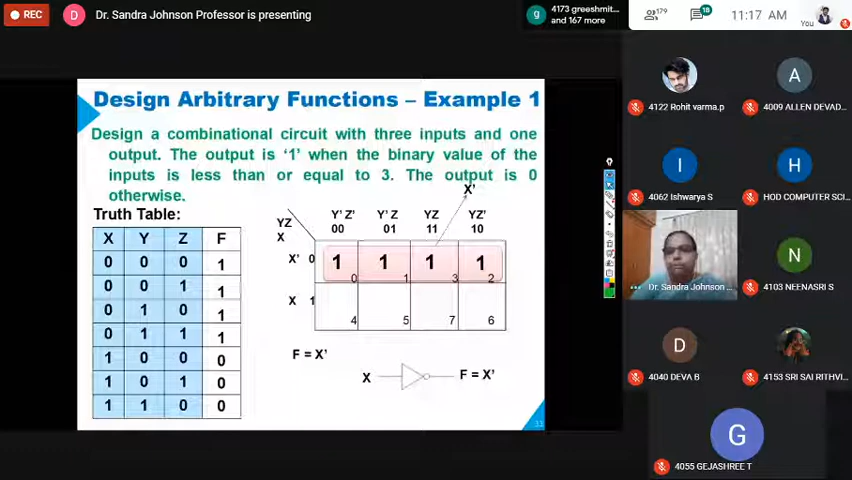 REC
D
Dr. Sandra Johnson Professor is presenting
g
4173 greeshmit...
and 167 more
179
18
11:17 AM
You
Design Arbitrary Functions – Example 1
Design a combinational circuit with three inputs and one
output. The output is ‘1’ when the binary value of the
inputs is less than or equal to 3. The output is 0
otherwise.
Truth Table:
X Y Z F
0 0 0 1
0 0 1 1
0 1 0 1
0 1 1 1
1 0 0 0
1 0 1 0
1 1 0 0
X'
YZ
X
Y' Z' Y' Z YZ YZ'
00 01 11 10
X' 0 1 1 1 1
0 1 3 2
X 1
4 5 7 6
F = X'
X F = X'
33
4122 Rohit varma.p
A
4009 ALLEN DEVAD...
I
4062 Ishwarya S
H
HOD COMPUTER SCI...
Dr. Sandra Johnson ...
N
4103 NEENASRI S
D
4040 DEVA B
4153 SRI SAI RITHVI...
G
4055 GEJASHREE T